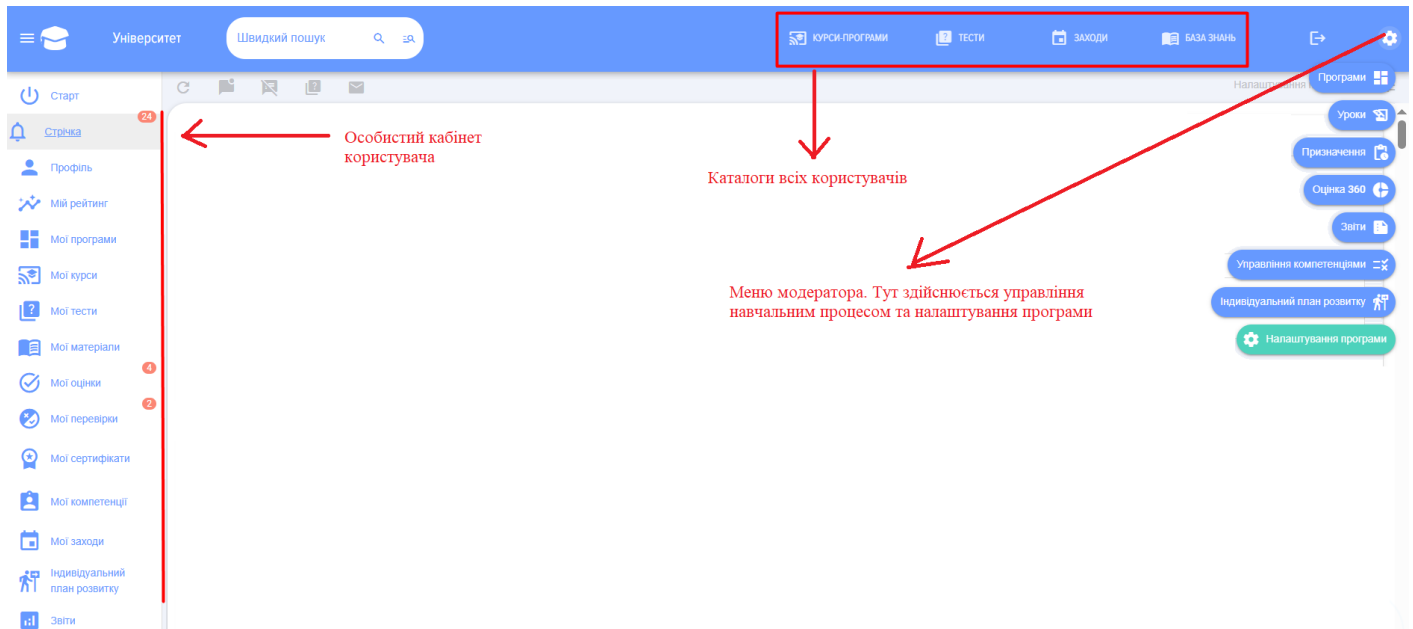 Університет
Швидкий пошук
КУРСИ-ПРОГРАМИ
ТЕСТИ
ЗАХОДИ
БАЗА ЗНАНЬ
Старт
24
Стрічка
Профіль
Мій рейтинг
Мої програми
Мої курси
Мої тести
Мої матеріали
4
Мої оцінки
2
Мої перевірки
Мої сертифікати
Мої компетенції
Мої заходи
Індивідуальний
план розвитку
Звіти
Особистий кабінет
користувача
Каталоги всіх користувачів
Меню модератора. Тут здійснюється управління
навчальним процесом та налаштування програми
Налаштування
Програми
Уроки
Призначення
Оцінка 360
Звіти
Управління компетенціями
Індивідуальний план розвитку
Налаштування програми